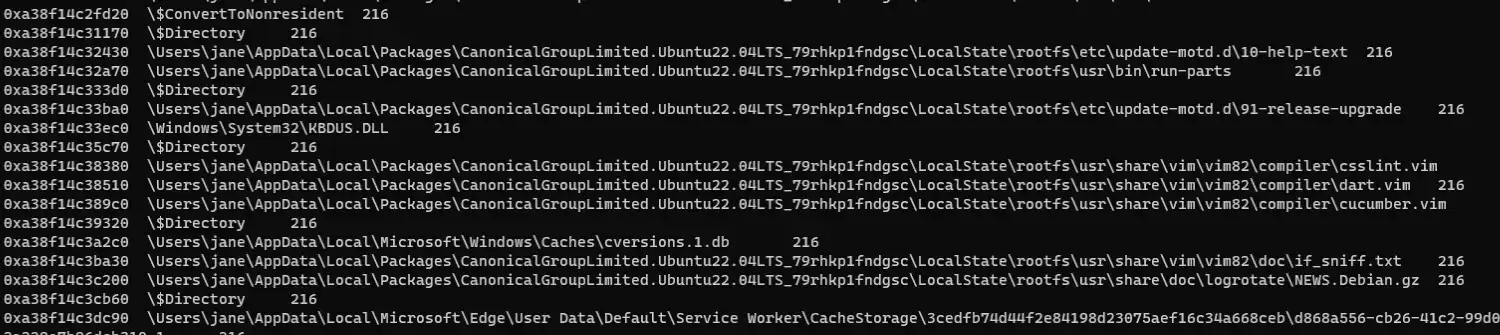 0xa38f14c2fd20 \$ConvertToNonresident 216
0xa38f14c31170 \$Directory 216
0xa38f14c32430 \Users\jane\AppData\Local\Packages\CanonicalGroupLimited.Ubuntu22.04LTS_79rhkp1fndgsc\LocalState\rootfs\etc\update-motd.d\10-help-text 216
0xa38f14c32a70 \Users\jane\AppData\Local\Packages\CanonicalGroupLimited.Ubuntu22.04LTS_79rhkp1fndgsc\LocalState\rootfs\usr\bin\run-parts 216
0xa38f14c333d0 \$Directory 216
0xa38f14c33ba0 \Users\jane\AppData\Local\Packages\CanonicalGroupLimited.Ubuntu22.04LTS_79rhkp1fndgsc\LocalState\rootfs\etc\update-motd.d\91-release-upgrade 216
0xa38f14c33ec0 \Windows\System32\KBDUS.DLL 216
0xa38f14c35c70 \$Directory 216
0xa38f14c38380 \Users\jane\AppData\Local\Packages\CanonicalGroupLimited.Ubuntu22.04LTS_79rhkp1fndgsc\LocalState\rootfs\usr\share\vim\vim82\compiler\csslint.vim
0xa38f14c38510 \Users\jane\AppData\Local\Packages\CanonicalGroupLimited.Ubuntu22.04LTS_79rhkp1fndgsc\LocalState\rootfs\usr\share\vim\vim82\compiler\dart.vim 216
0xa38f14c389c0 \Users\jane\AppData\Local\Packages\CanonicalGroupLimited.Ubuntu22.04LTS_79rhkp1fndgsc\LocalState\rootfs\usr\share\vim\vim82\compiler\cucumber.vim
0xa38f14c39320 \$Directory 216
0xa38f14c3a2c0 \Users\jane\AppData\Local\Microsoft\Windows\Caches\cversions.1.db 216
0xa38f14c3ba30 \Users\jane\AppData\Local\Packages\CanonicalGroupLimited.Ubuntu22.04LTS_79rhkp1fndgsc\LocalState\rootfs\usr\share\vim\vim82\doc\if_sniff.txt 216
0xa38f14c3c200 \Users\jane\AppData\Local\Packages\CanonicalGroupLimited.Ubuntu22.04LTS_79rhkp1fndgsc\LocalState\rootfs\usr\share\doc\logrotate\NEWS.Debian.gz 216
0xa38f14c3cb60 \$Directory 216
0xa38f14c3dc90 \Users\jane\AppData\Local\Microsoft\Edge\User Data\Default\Service Worker\CacheStorage\3cedfb74d44f2e84198d23075aef16c34a668ceb\d868a556-cb26-41c2-99d0